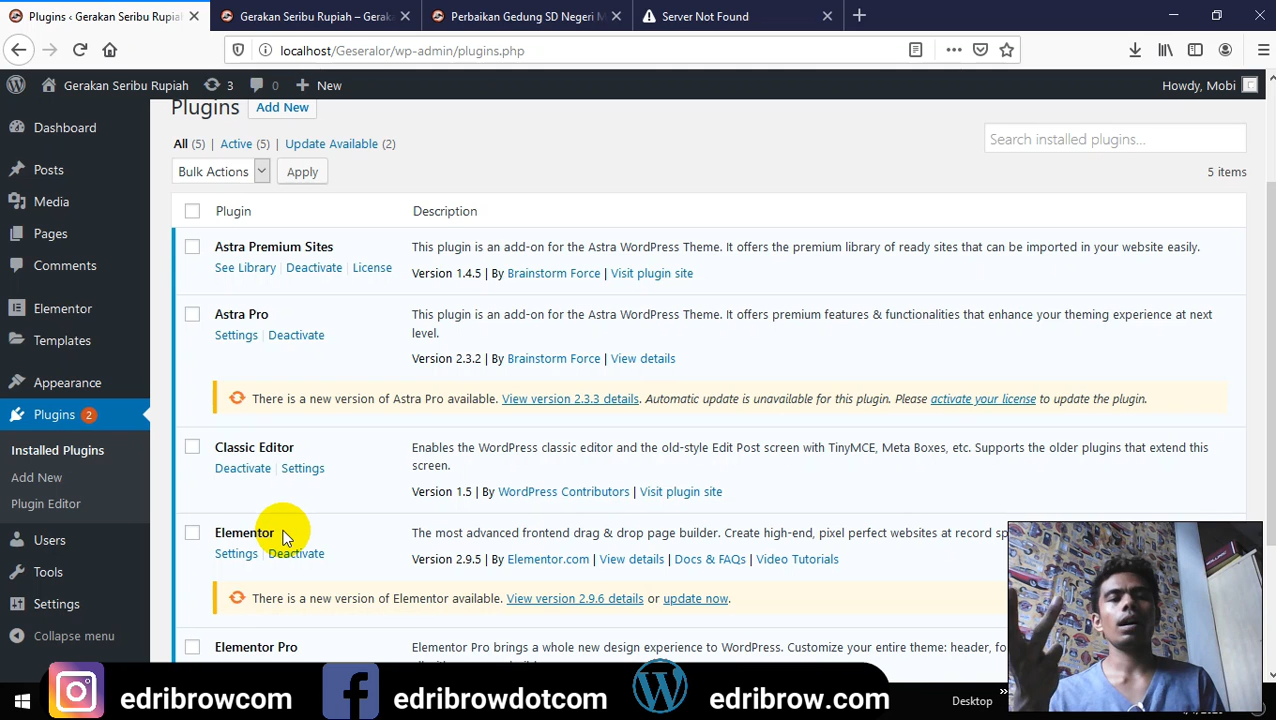 Plugins ‹ Gerakan Seribu Rupiah
Gerakan Seribu Rupiah – Gerak
Perbaikan Gedung SD Negeri M
Server Not Found
localhost/Geseralor/wp-admin/plugins.php
Gerakan Seribu Rupiah 3 0 New Howdy, Mobi
Dashboard
Posts
Media
Pages
Comments
Elementor
Templates
Appearance
Plugins 2
Installed Plugins
Add New
Plugin Editor
Users
Tools
Settings
Collapse menu
Plugins Add New
All (5) | Active (5) | Update Available (2)
Search installed plugins...
Bulk Actions Apply 5 items
Plugin Description
Astra Premium Sites
See Library | Deactivate | License
This plugin is an add-on for the Astra WordPress Theme. It offers the premium library of ready sites that can be imported in your website easily.
Version 1.4.5 | By Brainstorm Force | Visit plugin site
Astra Pro
Settings | Deactivate
This plugin is an add-on for the Astra WordPress Theme. It offers premium features & functionalities that enhance your theming experience at next
level.
Version 2.3.2 | By Brainstorm Force | View details
There is a new version of Astra Pro available. View version 2.3.3 details. Automatic update is unavailable for this plugin. Please activate your license to update the plugin.
Classic Editor
Deactivate | Settings
Enables the WordPress classic editor and the old-style Edit Post screen with TinyMCE, Meta Boxes, etc. Supports the older plugins that extend this
screen.
Version 1.5 | By WordPress Contributors | Visit plugin site
Elementor
Settings | Deactivate
The most advanced frontend drag & drop page builder. Create high-end, pixel perfect websites at record sp
Version 2.9.5 | By Elementor.com | View details | Docs & FAQs | Video Tutorials
There is a new version of Elementor available. View version 2.9.6 details or update now.
Elementor Pro
Elementor Pro brings a whole new design experience to WordPress. Customize your entire theme: header, fo
edribrowcom
edribrowdotcom
edribrow.com
Desktop